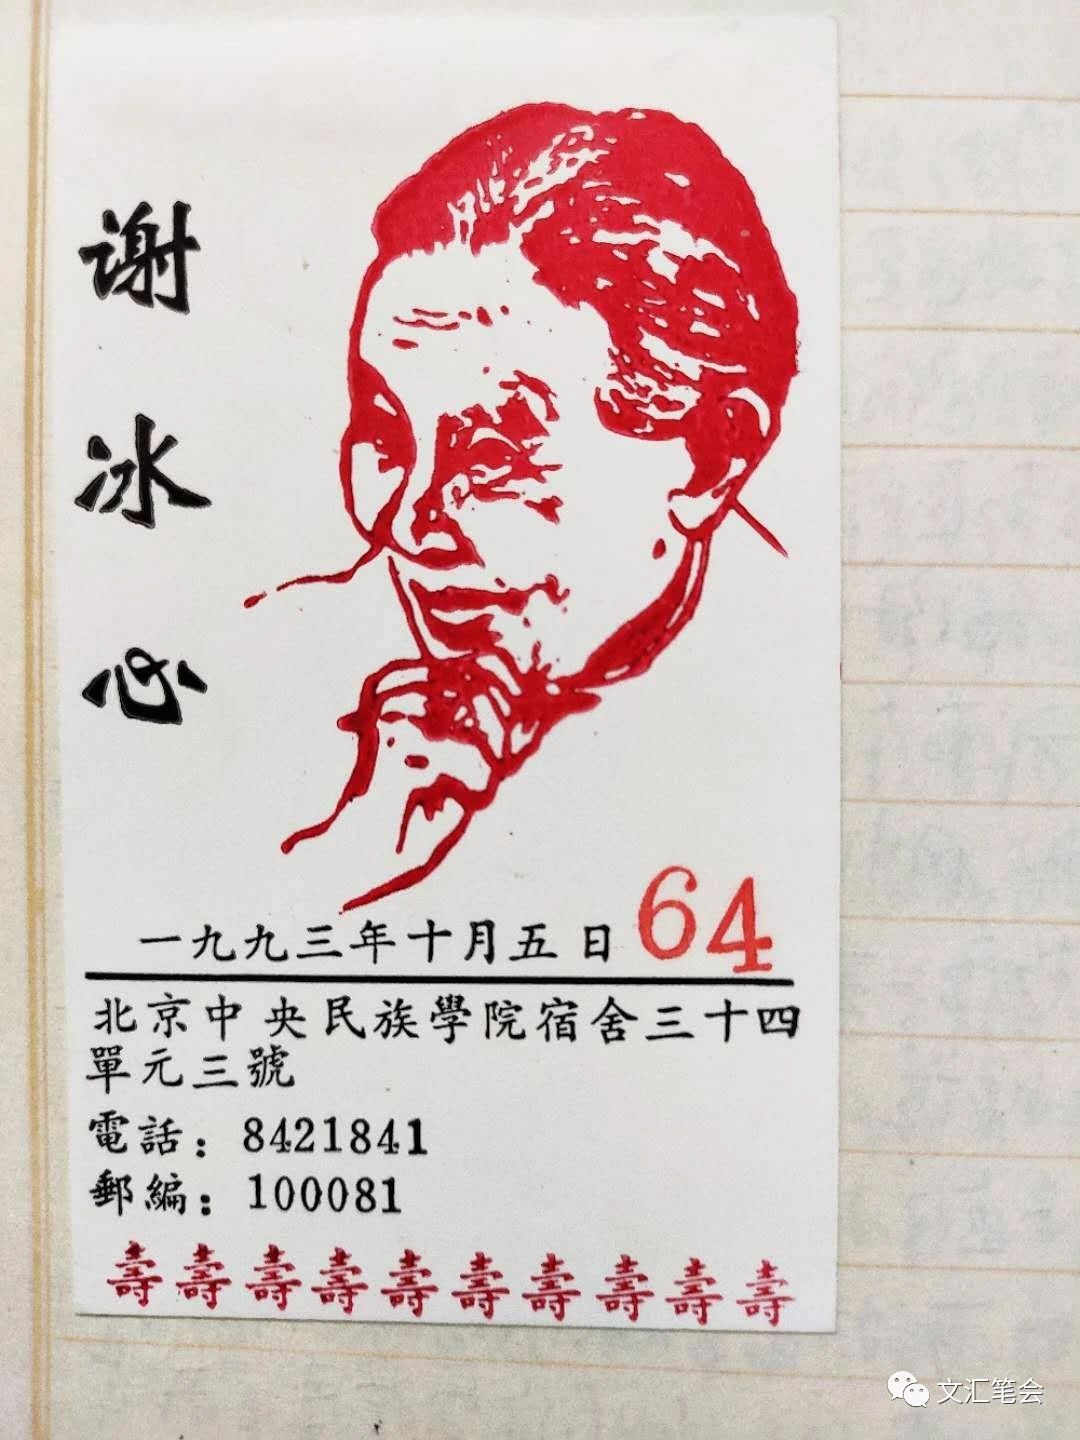 谢冰心
一九九三年十月五日 64
北京中央民族學院宿舍三十四
單元三號
電話：8421841
郵編：100081
壽壽壽壽壽壽壽壽壽壽
文汇笔会